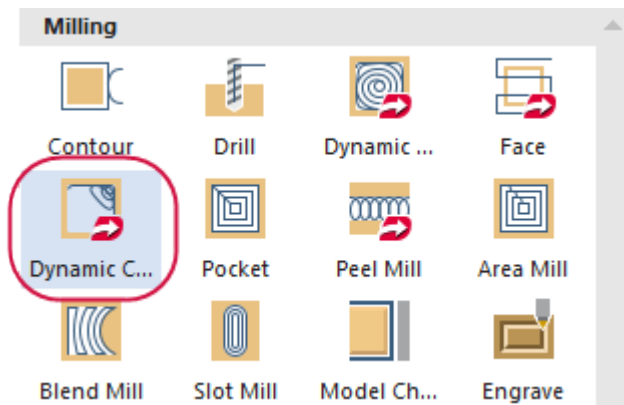 Milling
Contour Drill Dynamic ... Face
Dynamic C... Pocket Peel Mill Area Mill
Blend Mill Slot Mill Model Ch... Engrave